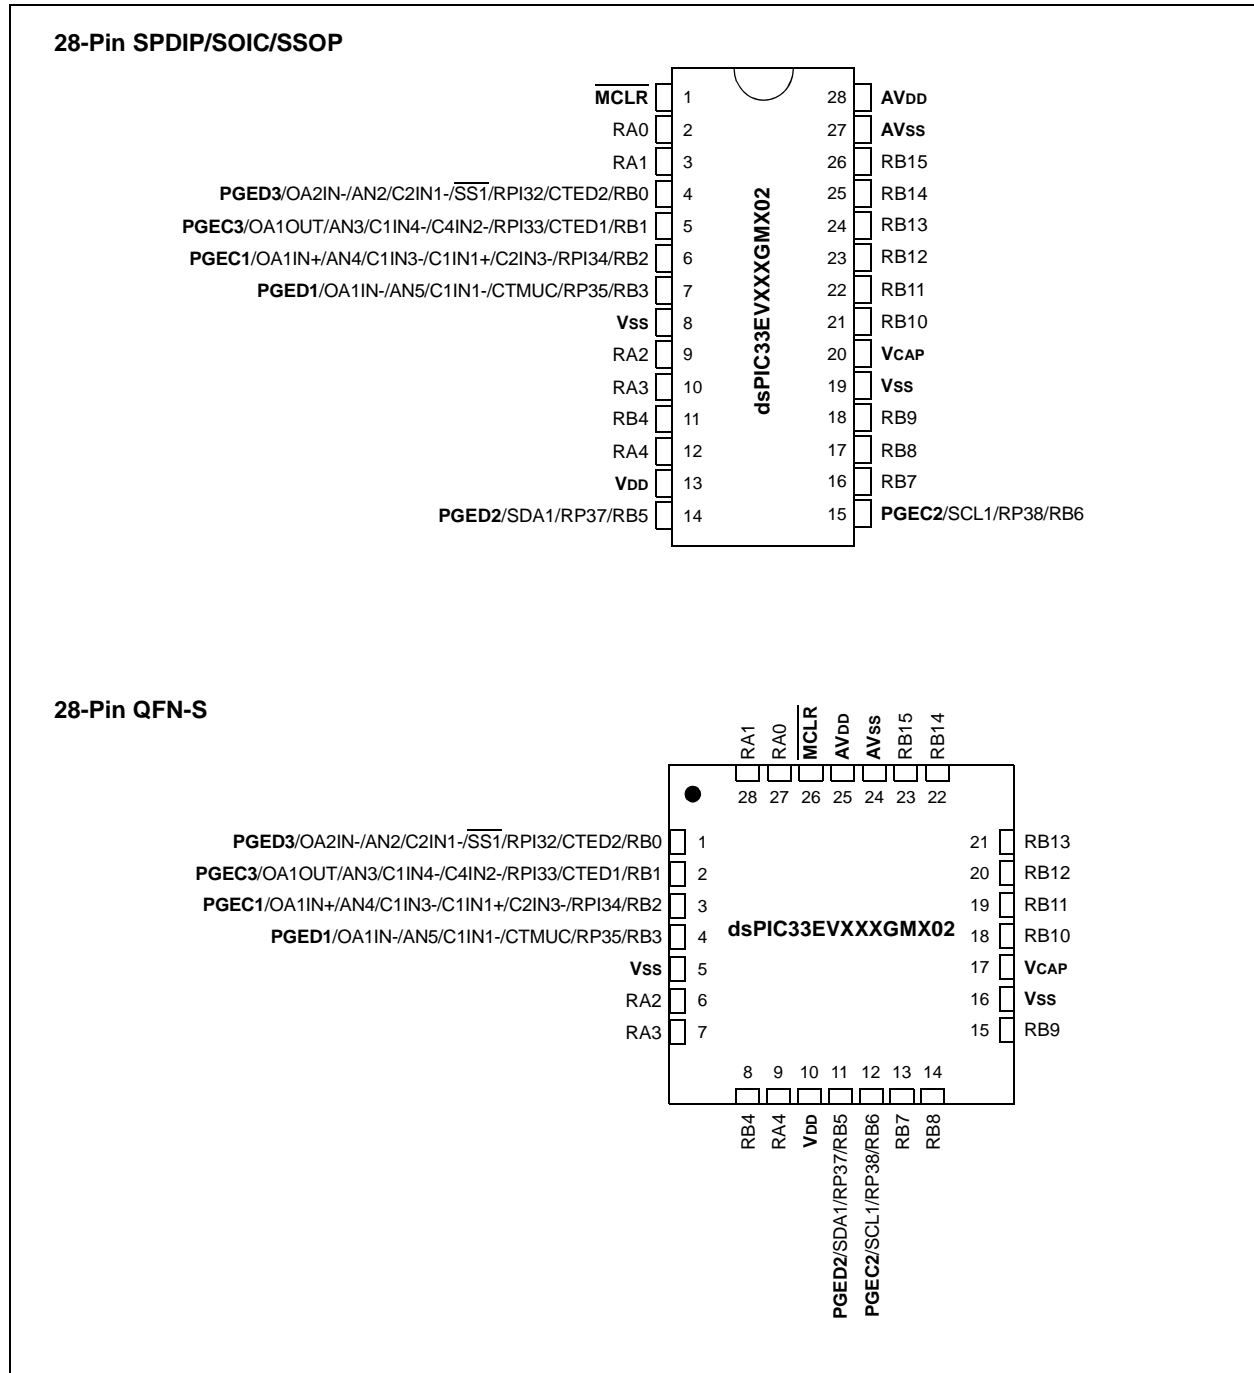 28-Pin SPDIP/SOIC/SSOP
MCLR 1 28 AVDD
RA0 2 27 AVSS
RA1 3 26 RB15
PGED3/OA2IN-/AN2/C2IN1-/SS1/RPI32/CTED2/RB0 4 25 RB14
PGEC3/OA1OUT/AN3/C1IN4-/C4IN2-/RPI33/CTED1/RB1 5 24 RB13
PGEC1/OA1IN+/AN4/C1IN3-/C1IN1+/C2IN3-/RPI34/RB2 6 23 RB12
PGED1/OA1IN-/AN5/C1IN1-/CTMUC/RP35/RB3 7 22 RB11
VSS 8 21 RB10
RA2 9 20 VCAP
RA3 10 19 VSS
RB4 11 18 RB9
RA4 12 17 RB8
VDD 13 16 RB7
PGED2/SDA1/RP37/RB5 14 15 PGEC2/SCL1/RP38/RB6
dsPIC33EVXXXGMX02
28-Pin QFN-S
RA1 RA0 MCLR AVDD AVSS RB15 RB14
28 27 26 25 24 23 22
PGED3/OA2IN-/AN2/C2IN1-/SS1/RPI32/CTED2/RB0 1 21 RB13
PGEC3/OA1OUT/AN3/C1IN4-/C4IN2-/RPI33/CTED1/RB1 2 20 RB12
PGEC1/OA1IN+/AN4/C1IN3-/C1IN1+/C2IN3-/RPI34/RB2 3 19 RB11
PGED1/OA1IN-/AN5/C1IN1-/CTMUC/RP35/RB3 4 dsPIC33EVXXXGMX02 18 RB10
VSS 5 17 VCAP
RA2 6 16 VSS
RA3 7 15 RB9
8 9 10 11 12 13 14
RB4 RA4 VDD PGED2/SDA1/RP37/RB5 PGEC2/SCL1/RP38/RB6 RB7 RB8